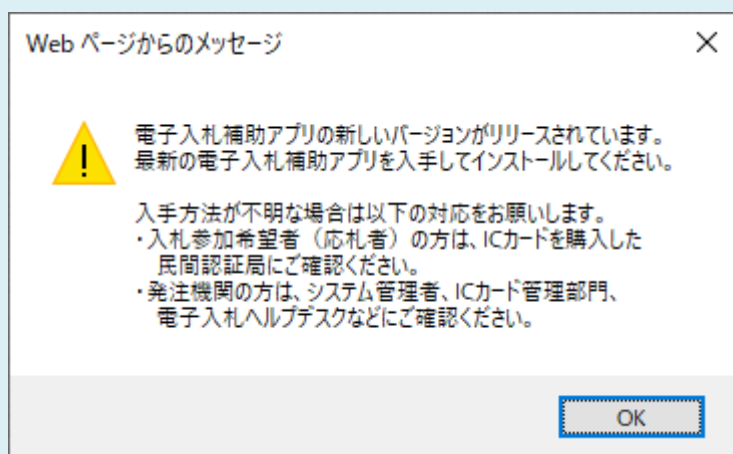 Web ページからのメッセージ
電子入札補助アプリの新しいバージョンがリリースされています。
最新の電子入札補助アプリを入手してインストールしてください。
入手方法が不明な場合は以下の対応をお願いします。
・入札参加希望者（応札者）の方は、ICカードを購入した
民間認証局にご確認ください。
・発注機関の方は、システム管理者、ICカード管理部門、
電子入札ヘルプデスクなどにご確認ください。
OK